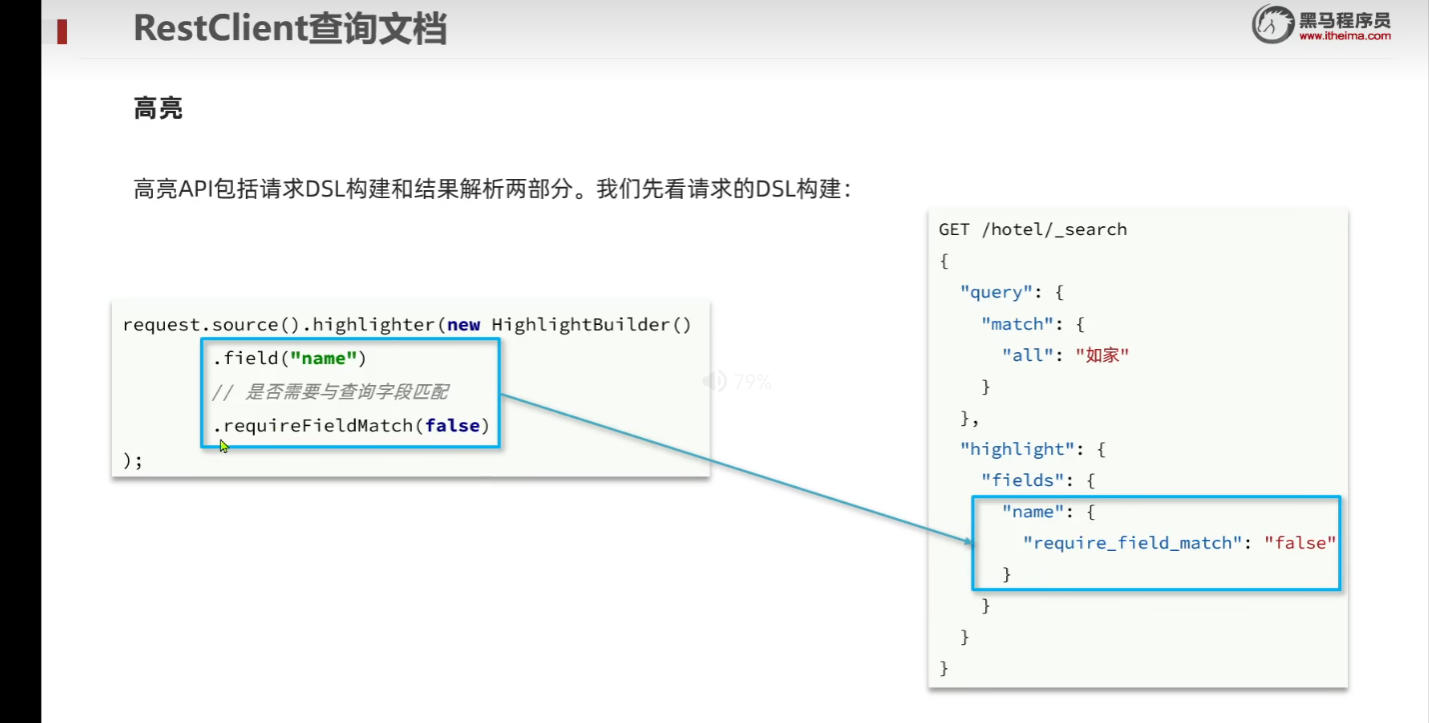 RestClient查询文档
黑马程序员
www.itheima.com
高亮
高亮API包括请求DSL构建和结果解析两部分。我们先看请求的DSL构建：
request.source().highlighter(new HighlightBuilder()
.field("name")
// 是否需要与查询字段匹配
.requireFieldMatch(false)
);
79%
GET /hotel/_search
{
"query": {
"match": {
"all": "如家"
}
},
"highlight": {
"fields": {
"name": {
"require_field_match": "false"
}
}
}
}